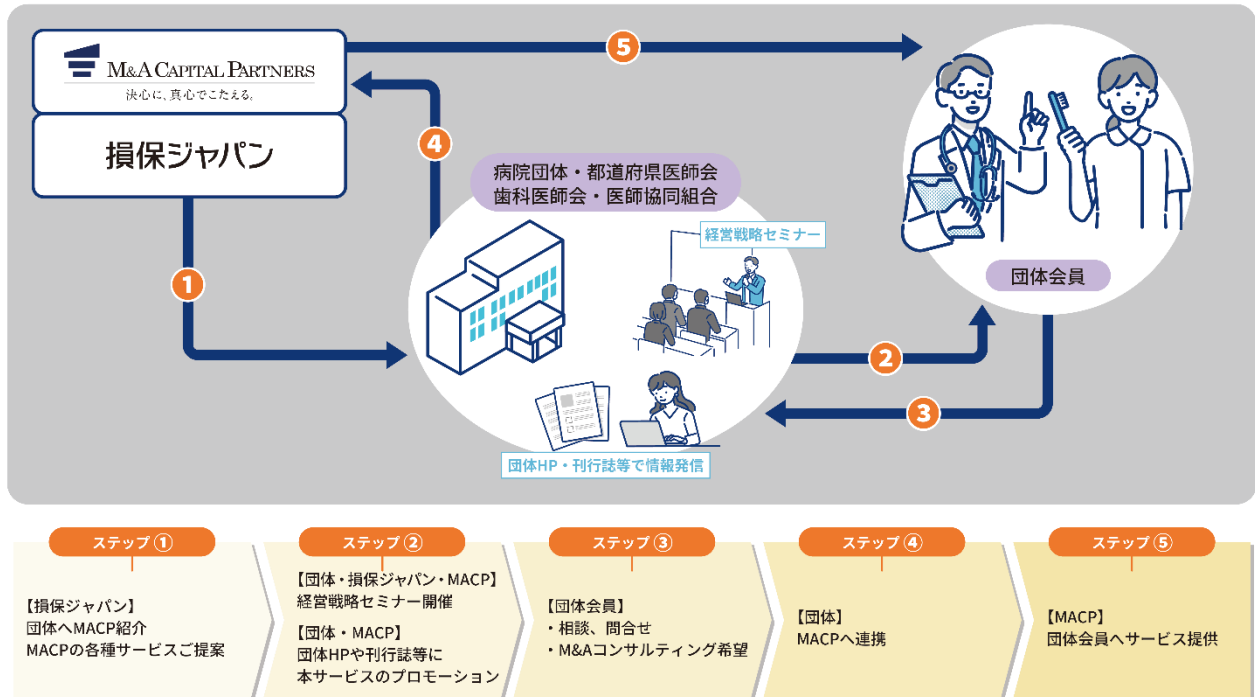 M&A CAPITAL PARTNERS
決心に、真心でこたえる。
損保ジャパン
⑤
④
病院団体・都道府県医師会
歯科医師会・医師協同組合
経営戦略セミナー
団体会員
①
②
③
団体HP・刊行誌等で情報発信
ステップ①
【損保ジャパン】
団体へMACP紹介
MACPの各種サービスご提案
ステップ②
【団体・損保ジャパン・MACP】
経営戦略セミナー開催
【団体・MACP】
団体HPや刊行誌等に
本サービスのプロモーション
ステップ③
【団体会員】
・相談、問合せ
・M&Aコンサルティング希望
ステップ④
【団体】
MACPへ連携
ステップ⑤
【MACP】
団体会員へサービス提供